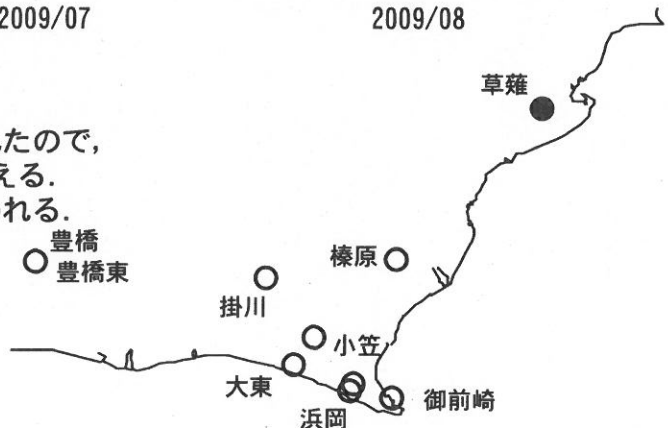 2009/07
2009/08
草薙
たので,
える.
れる.
豊橋
豊橋東
榛原
掛川
小笠
大東
御前崎
浜岡